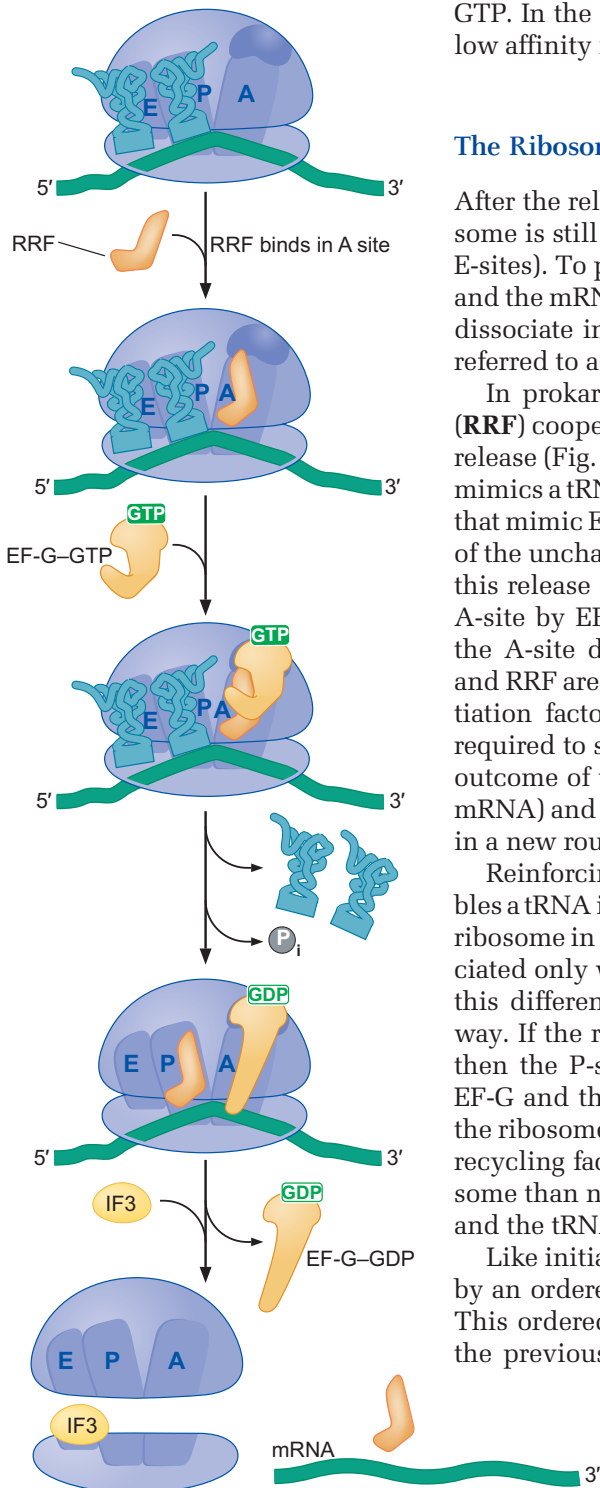 E P A
5′ 3′
RRF
RRF binds in A site
E P A
5′ 3′
GTP
EF-G–GTP
GTP
E P A
5′ 3′
P i
GDP
E P A
5′ 3′
IF3
GDP
EF-G–GDP
E P A
IF3
mRNA
3′
GTP. In the
low affinity
The Riboso
After the rel
some is still
E-sites). To p
and the mRN
dissociate in
referred to a
In prokar
(RRF) coope
release (Fig.
mimics a tRN
that mimic E
of the uncha
this release
A-site by EF
the A-site d
and RRF are
tiation facto
required to s
outcome of t
mRNA) and
in a new rou
Reinforcin
bles a tRNA i
ribosome in
ciated only w
this differen
way. If the r
then the P-s
EF-G and th
the ribosome
recycling fac
some than n
and the tRNA
Like initia
by an ordere
This ordered
the previous